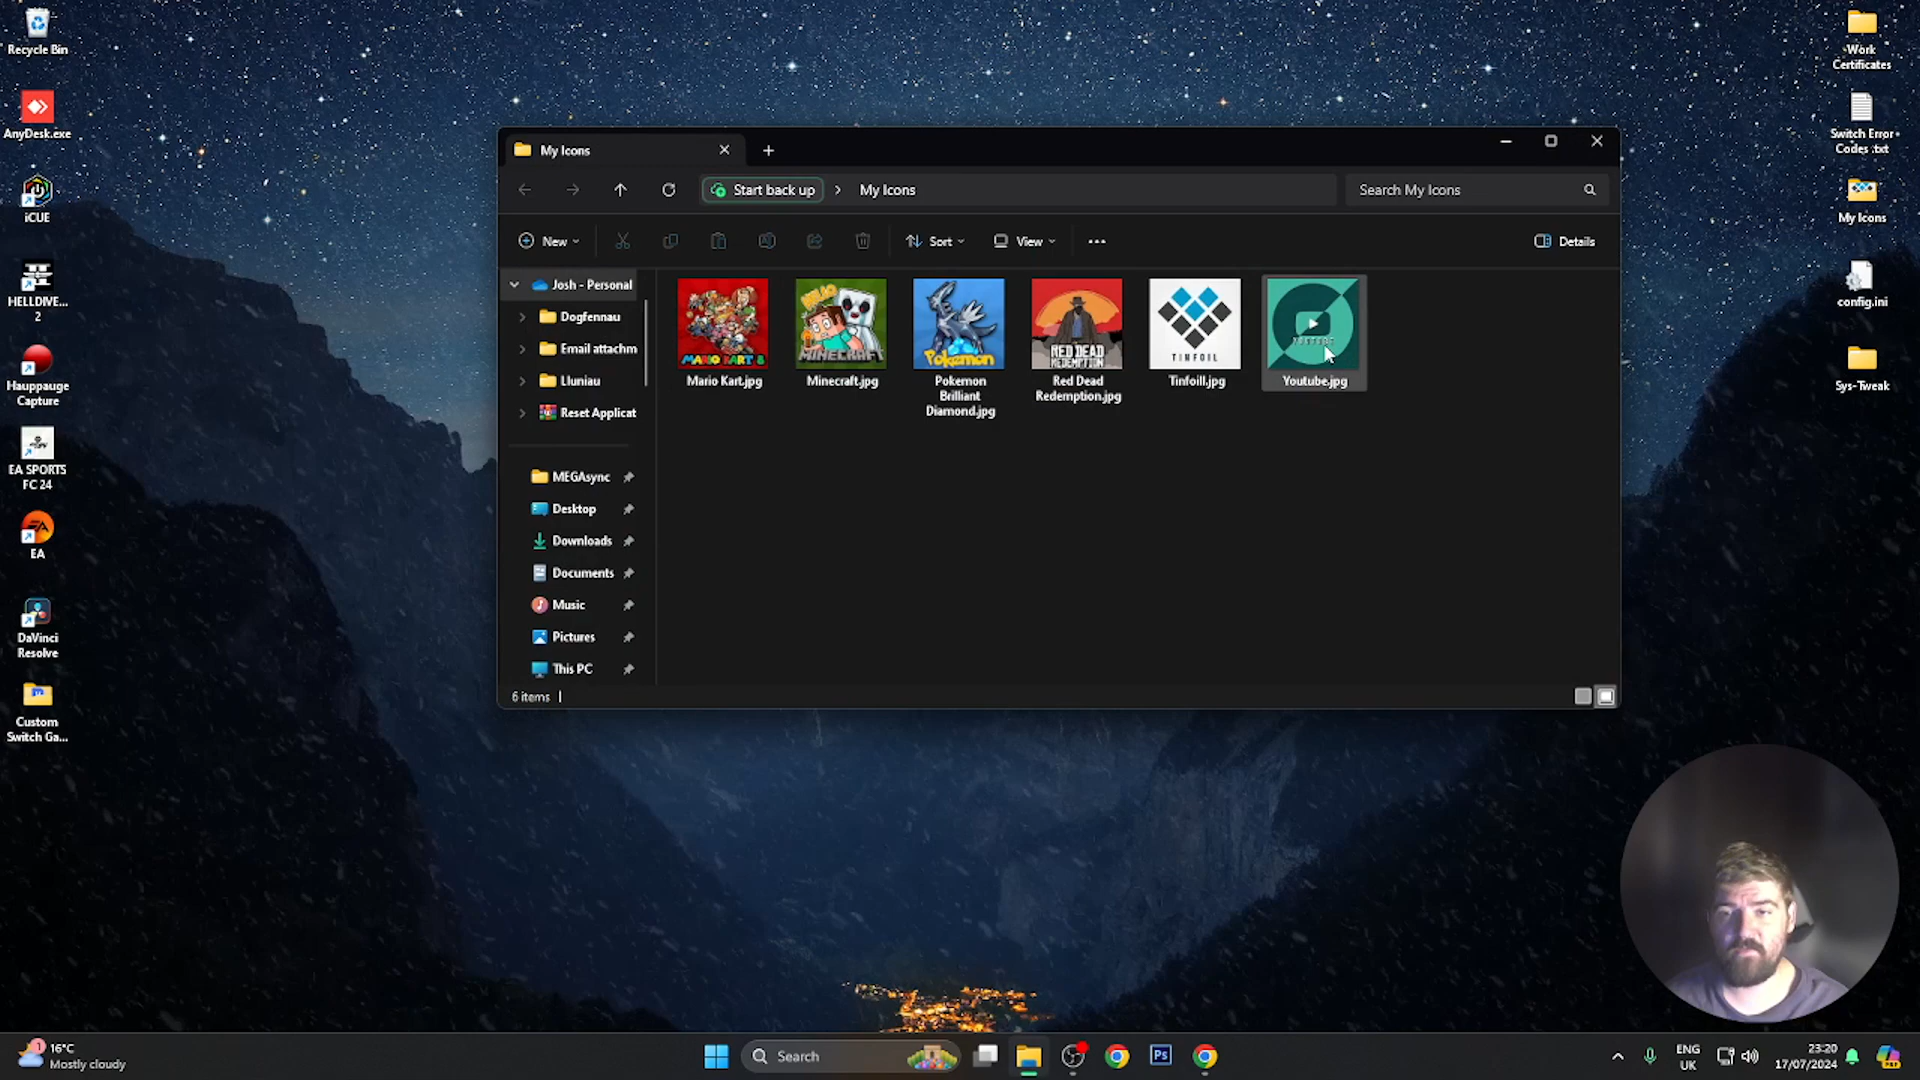 Recycle Bin
AnyDesk.exe
iCUE
HELLDIVE...
2
Hauppauge
Capture
EA SPORTS
FC 24
EA
DaVinci
Resolve
Custom
Switch Ga...
My Icons
Start back up
My Icons
Search My Icons
New
Sort
View
Details
Josh - Personal
Dogfennau
Email attachm
Lluniau
Reset Applicat
MEGAsync
Desktop
Downloads
Documents
Music
Pictures
This PC
MARIO KART 8
MINECRAFT
Pokémon
RED DEAD
REDEMPTION
TINFOIL
YOUTUBE
Mario Kart.jpg
Minecraft.jpg
Pokemon
Brilliant
Diamond.jpg
Red Dead
Redemption.jpg
Tinfoill.jpg
Youtube.jpg
6 items
Work
Certificates
Switch Error
Codes .txt
My Icons
config.ini
Sys-Tweak
1
16°C
Mostly cloudy
Search
Ps
ENG
UK
23:20
17/07/2024